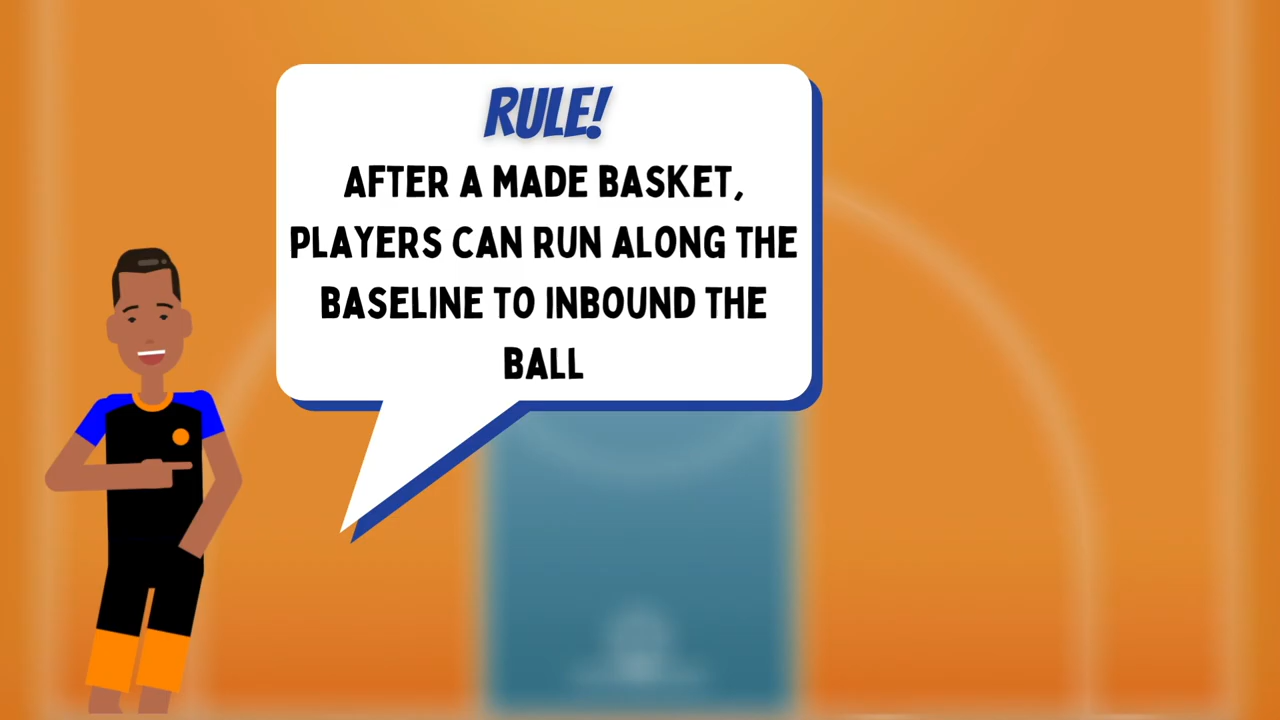 RULE!
AFTER A MADE BASKET,
PLAYERS CAN RUN ALONG THE
BASELINE TO INBOUND THE
BALL